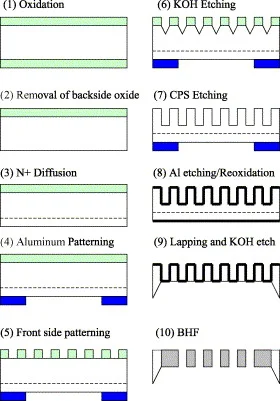 (1) Oxidation
(2) Removal of backside oxide
(3) N+ Diffusion
(4) Aluminum Patterning
(5) Front side patterning
(6) KOH Etching
(7) CPS Etching
(8) Al etching/Reoxidation
(9) Lapping and KOH etch
(10) BHF